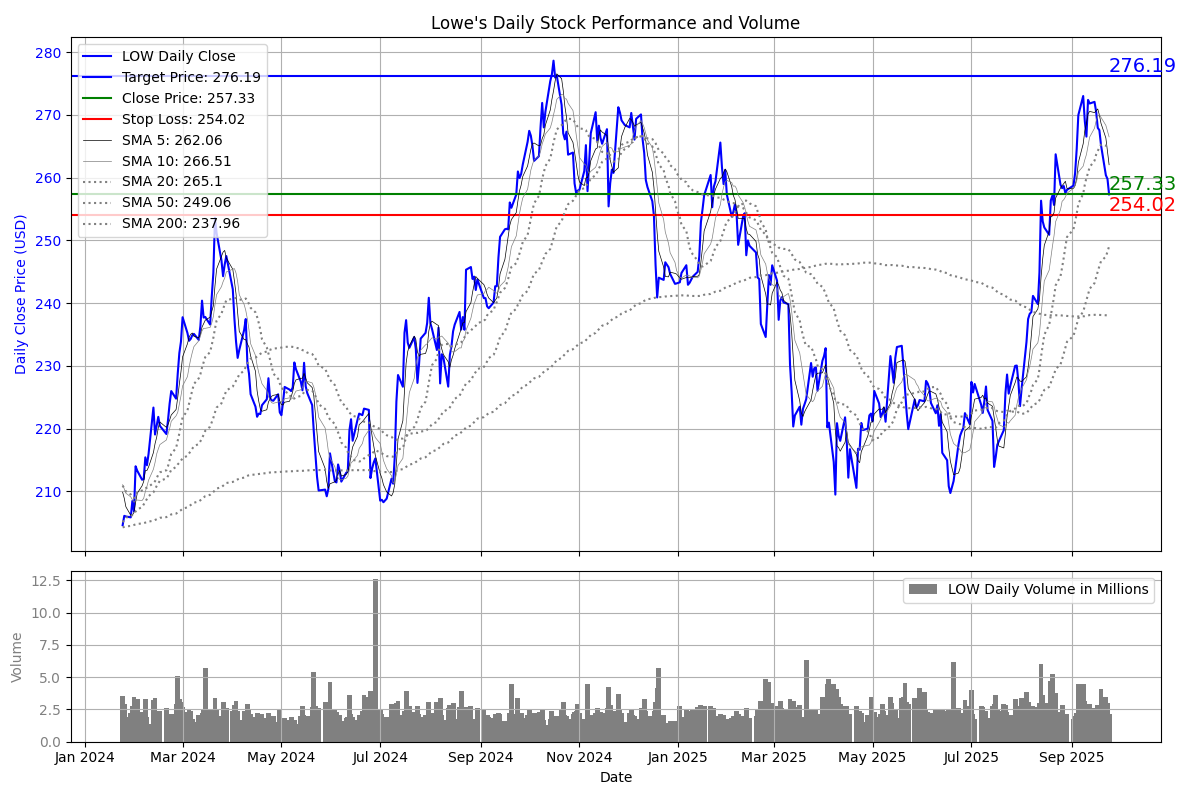 Lowe's Daily Stock Performance and Volume
Daily Close Price (USD)
280
270
260
250
240
230
220
210
LOW Daily Close
Target Price: 276.19
Close Price: 257.33
Stop Loss: 254.02
SMA 5: 262.06
SMA 10: 266.51
SMA 20: 265.1
SMA 50: 249.06
SMA 200: 237.96
276.19
257.33
254.02
Volume
12.5
10.0
7.5
5.0
2.5
0.0
LOW Daily Volume in Millions
Jan 2024 Mar 2024 May 2024 Jul 2024 Sep 2024 Nov 2024 Jan 2025 Mar 2025 May 2025 Jul 2025 Sep 2025
Date